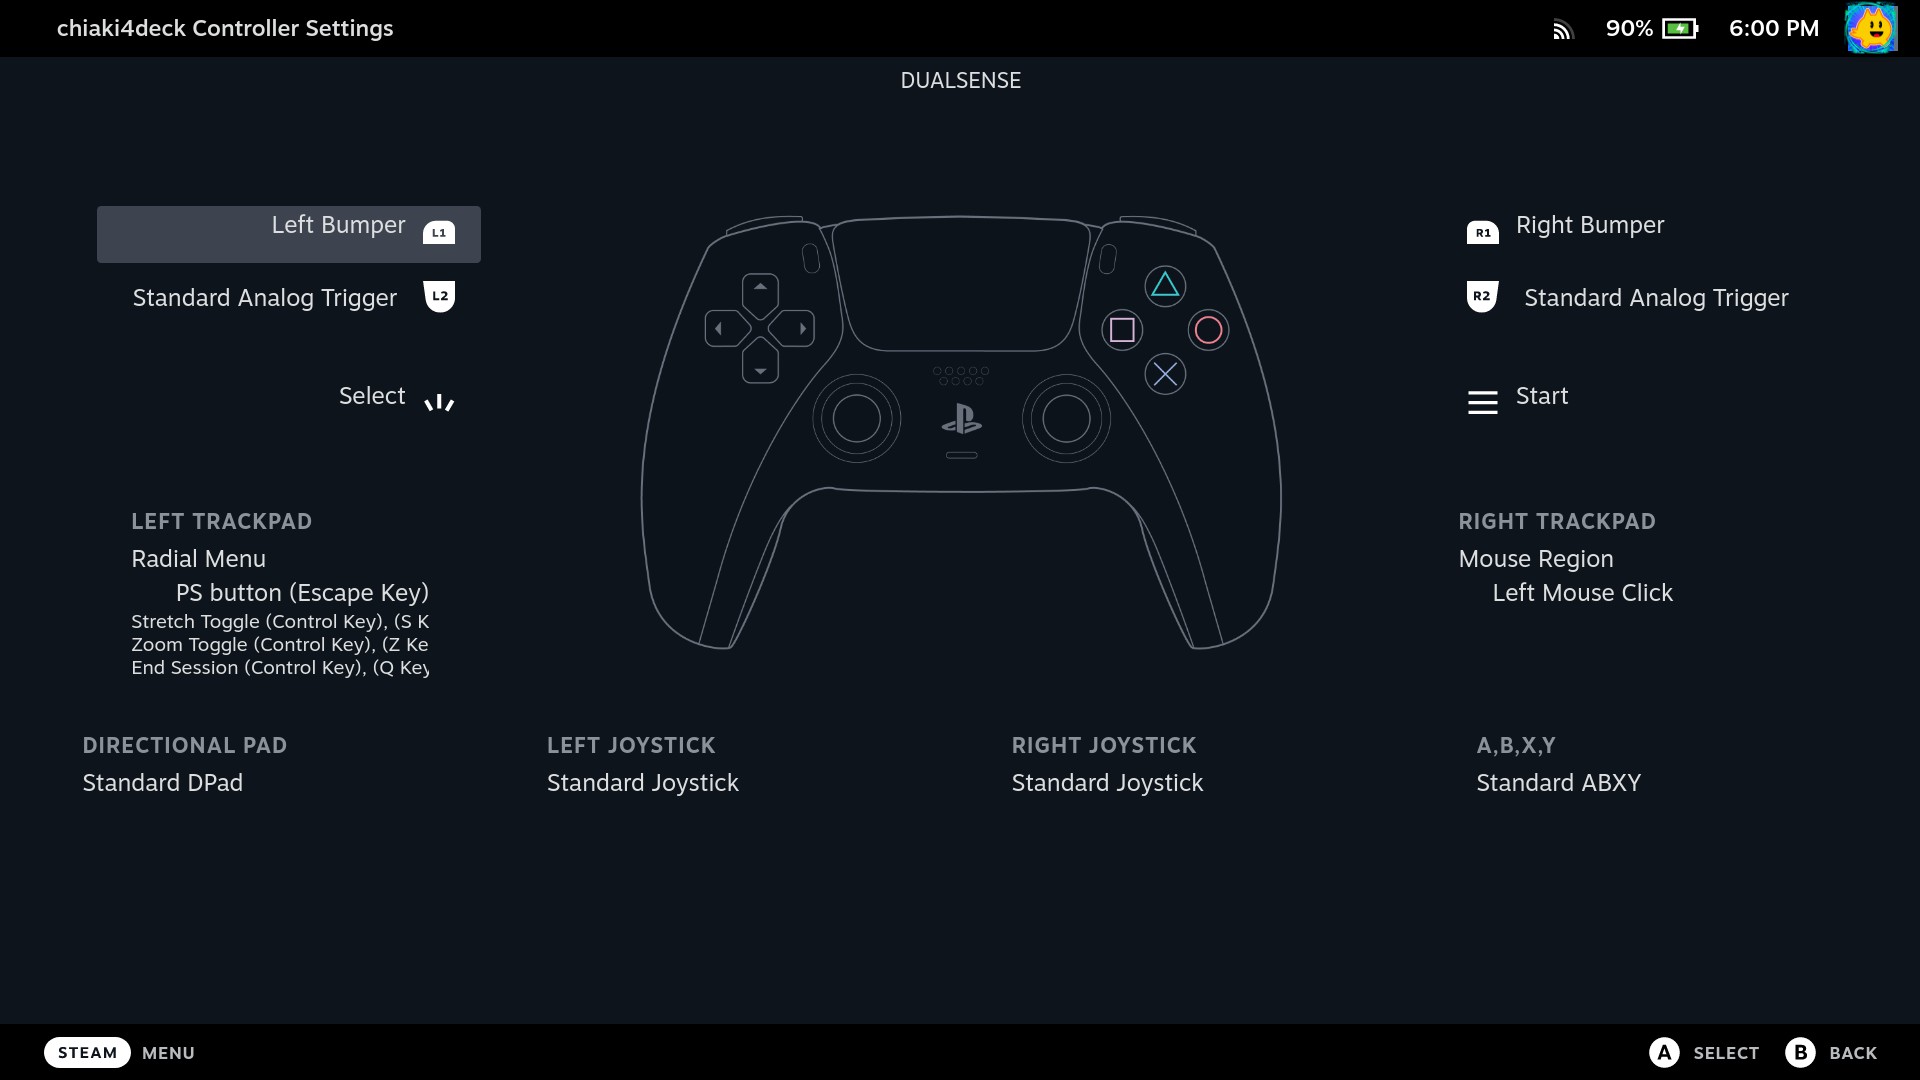 chiaki4deck Controller Settings
90%
6:00 PM
DUALSENSE
Left Bumper L1
R1 Right Bumper
Standard Analog Trigger L2
R2 Standard Analog Trigger
Select
Start
LEFT TRACKPAD
Radial Menu
PS button (Escape Key)
Stretch Toggle (Control Key), (S K
Zoom Toggle (Control Key), (Z Ke
End Session (Control Key), (Q Key
RIGHT TRACKPAD
Mouse Region
Left Mouse Click
DIRECTIONAL PAD
Standard DPad
LEFT JOYSTICK
Standard Joystick
RIGHT JOYSTICK
Standard Joystick
A,B,X,Y
Standard ABXY
STEAM MENU
A SELECT B BACK